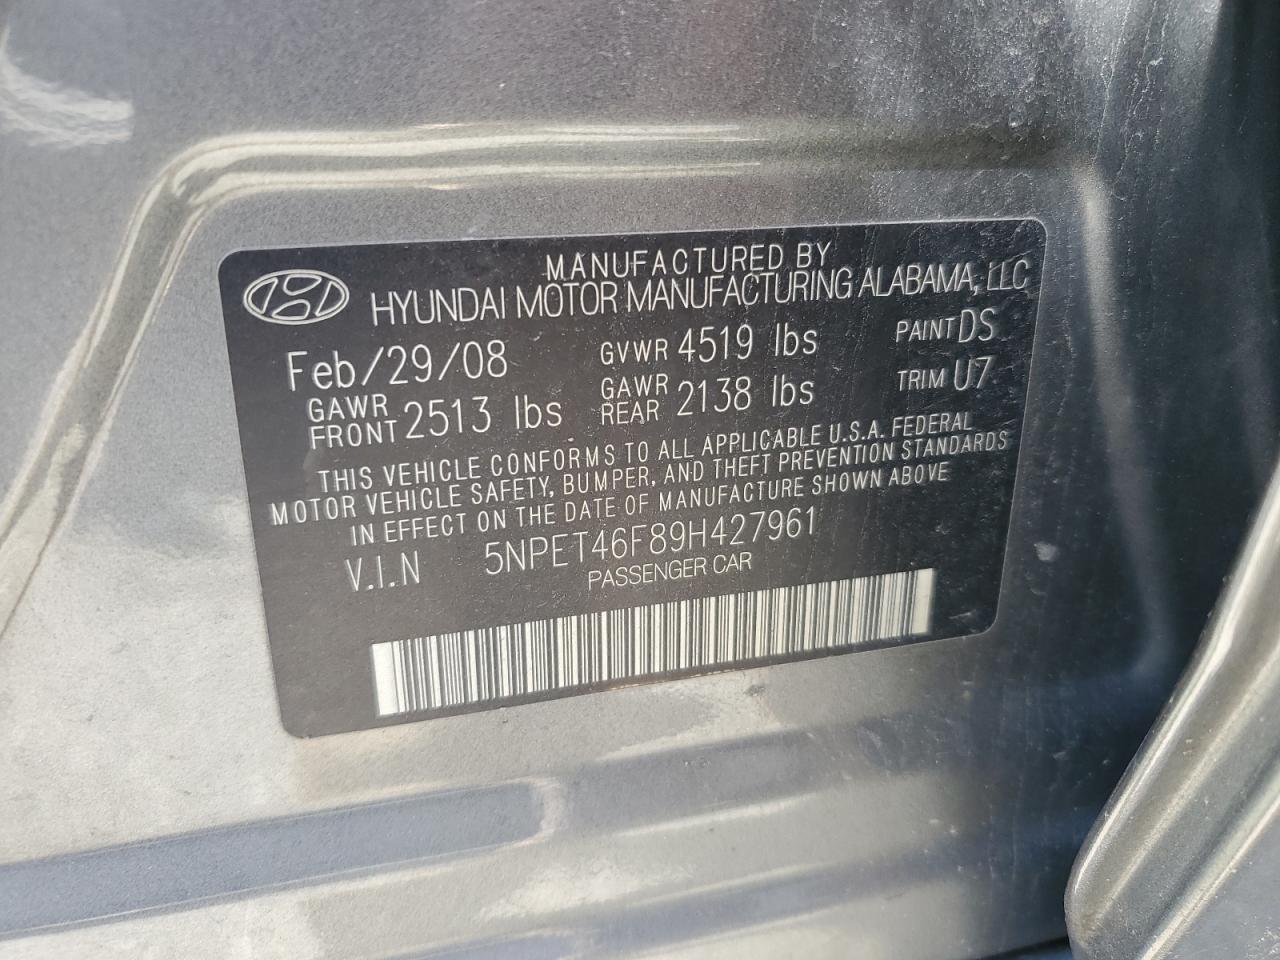 MANUFACTURED BY
HYUNDAI MOTOR MANUFACTURING ALABAMA, LLC
Feb/29/08 GVWR 4519 lbs PAINT DS
GAWR FRONT 2513 lbs GAWR REAR 2138 lbs TRIM U7
THIS VEHICLE CONFORMS TO ALL APPLICABLE U.S.A. FEDERAL
MOTOR VEHICLE SAFETY, BUMPER, AND THEFT PREVENTION STANDARDS
IN EFFECT ON THE DATE OF MANUFACTURE SHOWN ABOVE
V.I.N 5NPET46F89H427961
PASSENGER CAR